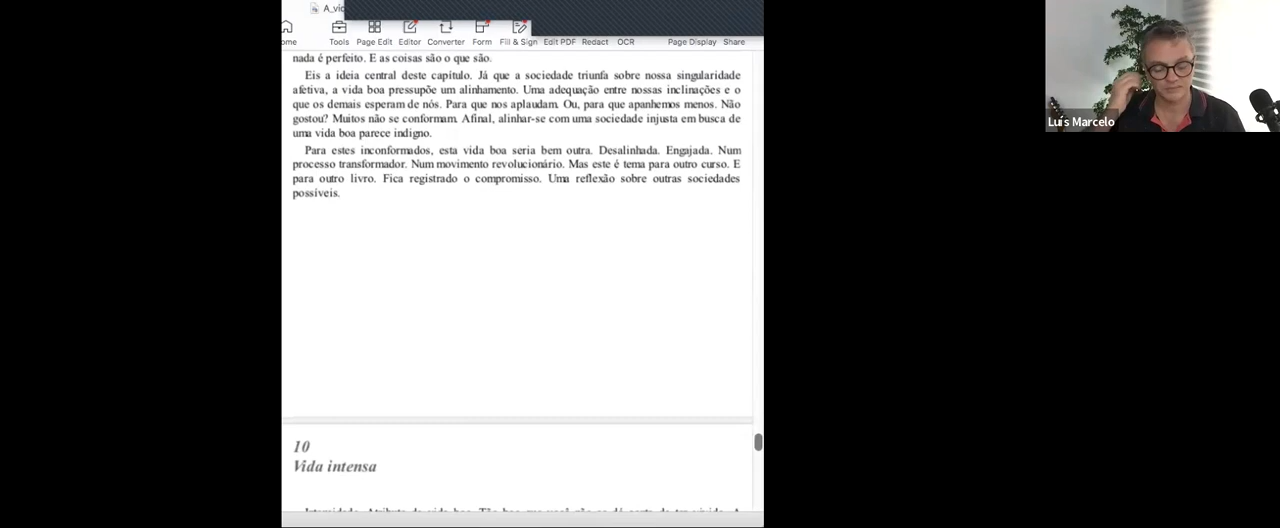 A_vid
ome Tools Page Edit Editor Converter Form Fill & Sign Edit PDF Redact OCR Page Display Share
nada é perfeito. E as coisas são o que são.
Eis a ideia central deste capítulo. Já que a sociedade triunfa sobre nossa singularidade
afetiva, a vida boa pressupõe um alinhamento. Uma adequação entre nossas inclinações e o
que os demais esperam de nós. Para que nos aplaudam. Ou, para que apanhemos menos. Não
gostou? Muitos não se conformam. Afinal, alinhar-se com uma sociedade injusta em busca de
uma vida boa parece indigno.
Para estes inconformados, esta vida boa seria bem outra. Desalinhada. Engajada. Num
processo transformador. Num movimento revolucionário. Mas este é tema para outro curso. E
para outro livro. Fica registrado o compromisso. Uma reflexão sobre outras sociedades
possíveis.
10
Vida intensa
Luís Marcelo